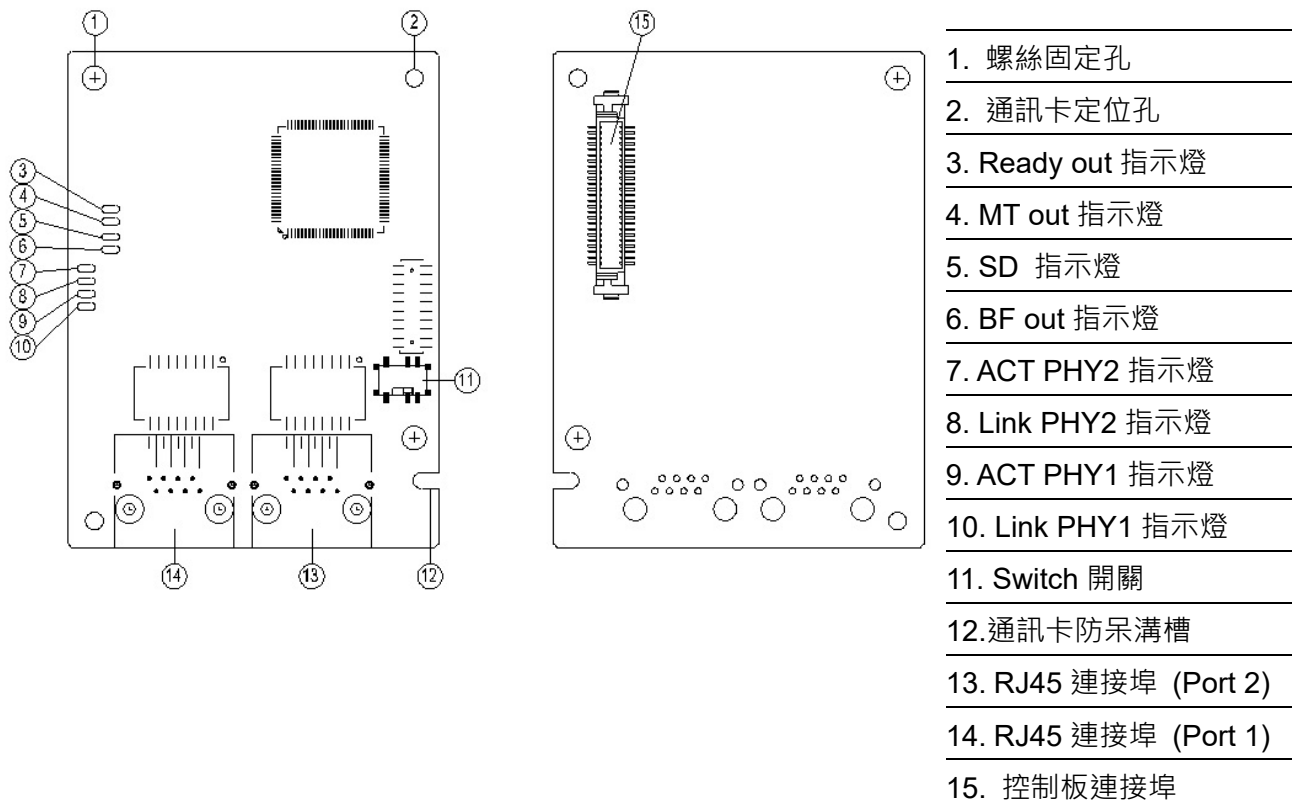 1
2
15
3
4
5
6
7
8
9
10
11
14
13
12
1. 螺絲固定孔
2. 通訊卡定位孔
3. Ready out 指示燈
4. MT out 指示燈
5. SD 指示燈
6. BF out 指示燈
7. ACT PHY2 指示燈
8. Link PHY2 指示燈
9. ACT PHY1 指示燈
10. Link PHY1 指示燈
11. Switch 開關
12.通訊卡防呆溝槽
13. RJ45 連接埠 (Port 2)
14. RJ45 連接埠 (Port 1)
15. 控制板連接埠